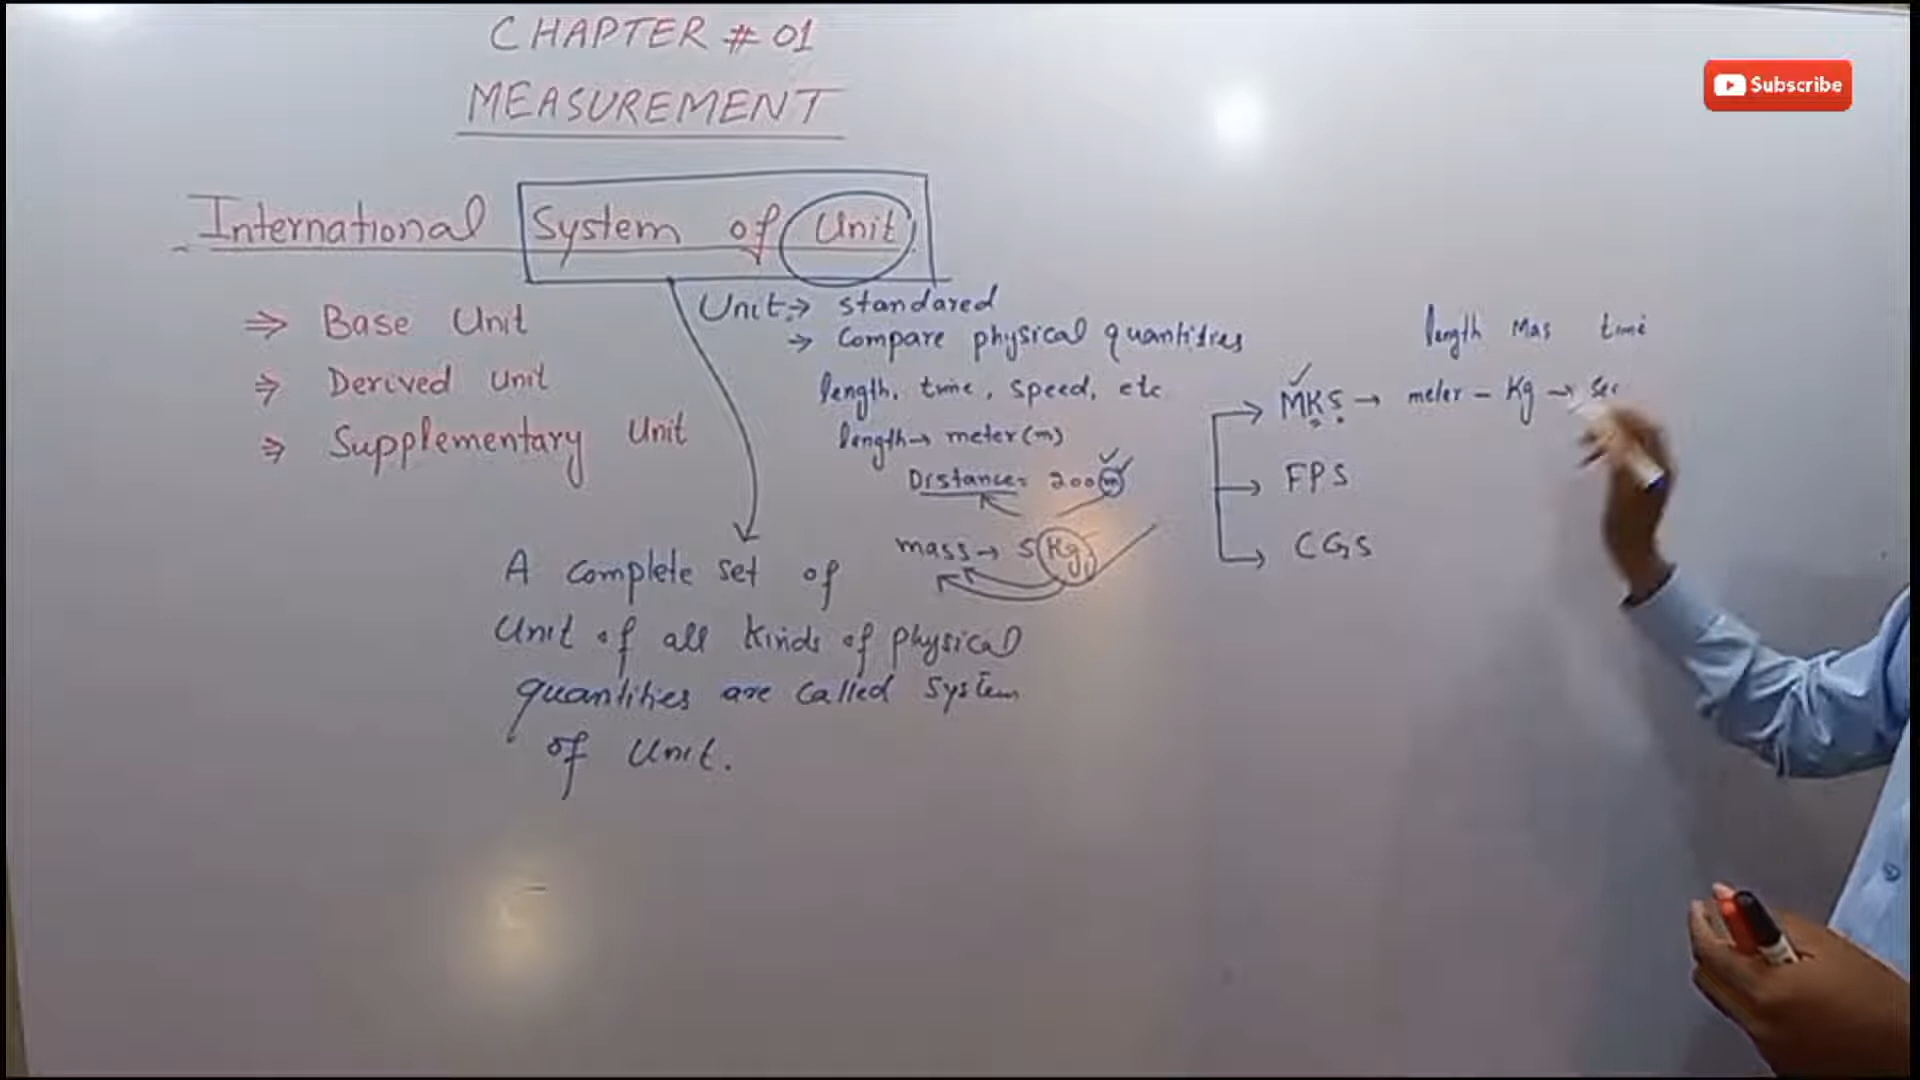 CHAPTER # 01
MEASUREMENT
Subscribe
International System of Unit
⇒ Base Unit
⇒ Derived Unit
⇒ Supplementary Unit
Unit → standared
→ Compare physical quantities
length, time, speed, etc
length → meter (m)
Distance = 200 m
mass → 5 Kg
A complete set of
Unit of all kinds of physical
quantities are called system
of Unit.
length Mas time
MKS → meter - Kg → sec
FPS
CGS